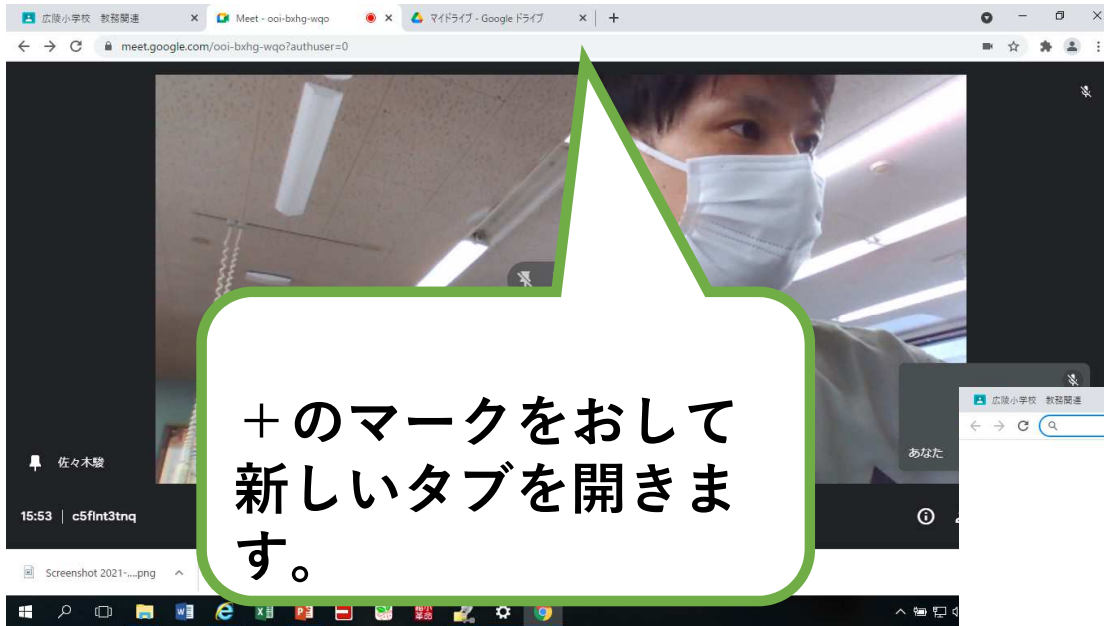 広陵小学校 教務関連
Meet - ooi-bxhg-wqo
マイドライブ - Google ドライブ
meet.google.com/ooi-bxhg-wqo?authuser=0
＋のマークをおして
新しいタブを開きま
す。
佐々木駿
あなた
15:53 | c5flnt3tnq
広陵小学校 教務関連
Screenshot 2021-....png